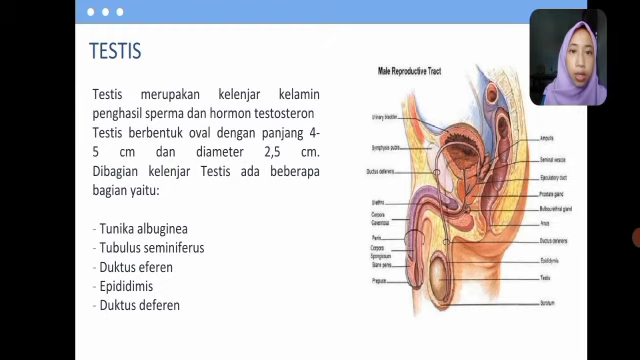 TESTIS
Testis merupakan kelenjar kelamin
penghasil sperma dan hormon testosteron
Testis berbentuk oval dengan panjang 4-
5 cm dan diameter 2,5 cm.
Dibagian kelenjar Testis ada beberapa
bagian yaitu:
- Tunika albuginea
- Tubulus seminiferus
- Duktus eferen
- Epididimis
- Duktus deferen
Male Reproductive Tract
Urinary bladder
Symphysis pubis
Ductus deferens
Urethra
Corpora
Cavernosa
Penis
Corpora
Spongiosum
Glans penis
Prepuce
Ampulla
Seminal vesicle
Ejaculatory duct
Prostate gland
Bulbourethral gland
Anus
Ductus deferens
Epididymis
Testis
Scrotum